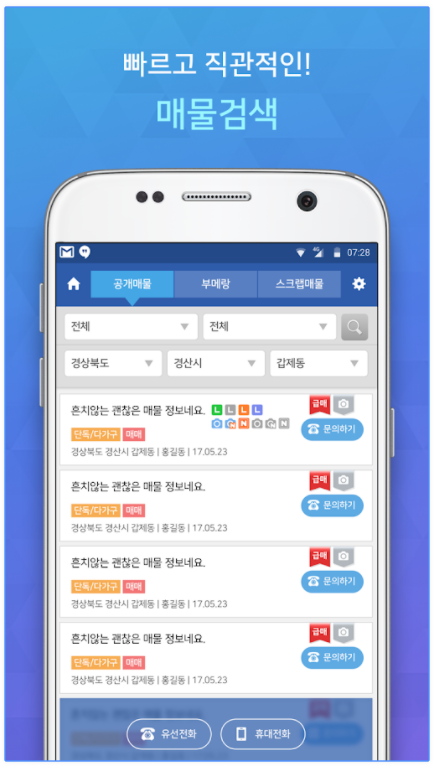 빠르고 직관적인!
매물검색
4G 07:28
공개매물 부메랑 스크랩매물
전체 전체
경상북도 경산시 갑제동
흔치않는 괜찮은 매물 정보네요. L L L L
급매
N N
문의하기
단독/다가구 매매
경상북도 경산시 갑제동 | 홍길동 | 17.05.23
흔치않는 괜찮은 매물 정보네요.
급매
문의하기
단독/다가구 매매
경상북도 경산시 갑제동 | 홍길동 | 17.05.23
흔치않는 괜찮은 매물 정보네요.
급매
문의하기
단독/다가구 매매
경상북도 경산시 갑제동 | 홍길동 | 17.05.23
흔치않는 괜찮은 매물 정보네요.
급매
문의하기
단독/다가구 매매
경상북도 경산시 갑제동 | 홍길동 | 17.05.23
유선전화 휴대전화